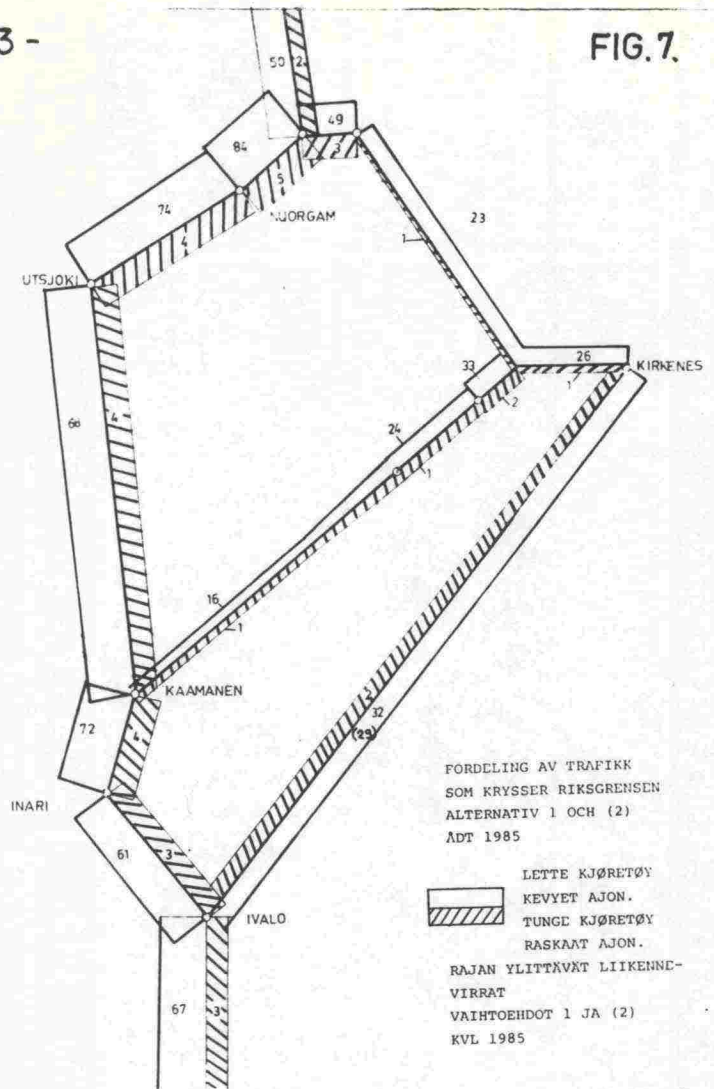 3 -
FIG.7.
50
2
49
84
3
5
74
NUORGAM
23
4
1
UTSJOKI
33
26
KIRKENES
1
2
24
68
4
1
16
1
KAAMANEN
2
72
4
32
(29)
INARI
61
3
IVALO
67
3
FORDELING AV TRAFIKK
SOM KRYSSER RIKSGRENSEN
ALTERNATIV 1 OCH (2)
ÅDT 1985
LETTE KJØRETØY
KEVYET AJON.
TUNGE KJØRETØY
RASKAAT AJON.
RAJAN YLITTÄVÄT LIIKENNE-
VIRRAT
VAIHTOEHDOT 1 JA (2)
KVL 1985